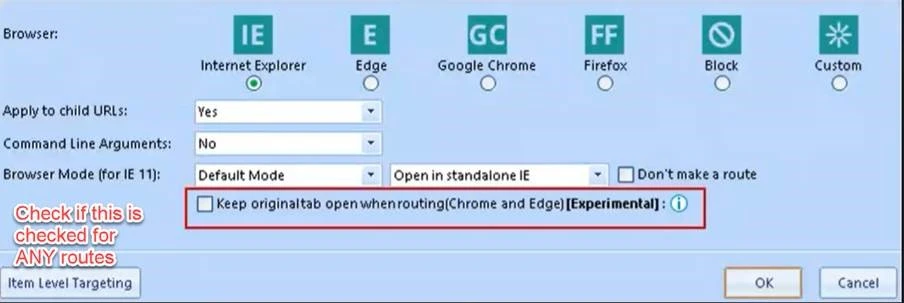 Browser:
IE E GC FF
Internet Explorer Edge Google Chrome Firefox Block Custom
Apply to child URLs: Yes
Command Line Arguments: No
Browser Mode (for IE 11): Default Mode Open in standalone IE Don't make a route
Keep original tab open when routing(Chrome and Edge)[Experimental] : i
Check if this is
checked for
ANY routes
Item Level Targeting OK Cancel